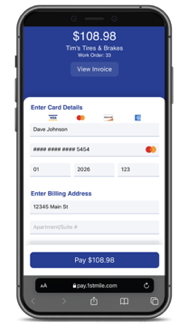 $108.98
Tim's Tires & Brakes
Work Order: 33
View Invoice
Enter Card Details
VISA
Dave Johnson
#### #### #### 5454
01 2026 123
Enter Billing Address
12345 Main St
Apartment/Suite #
Pay $108.98
AA pay.1stmile.com